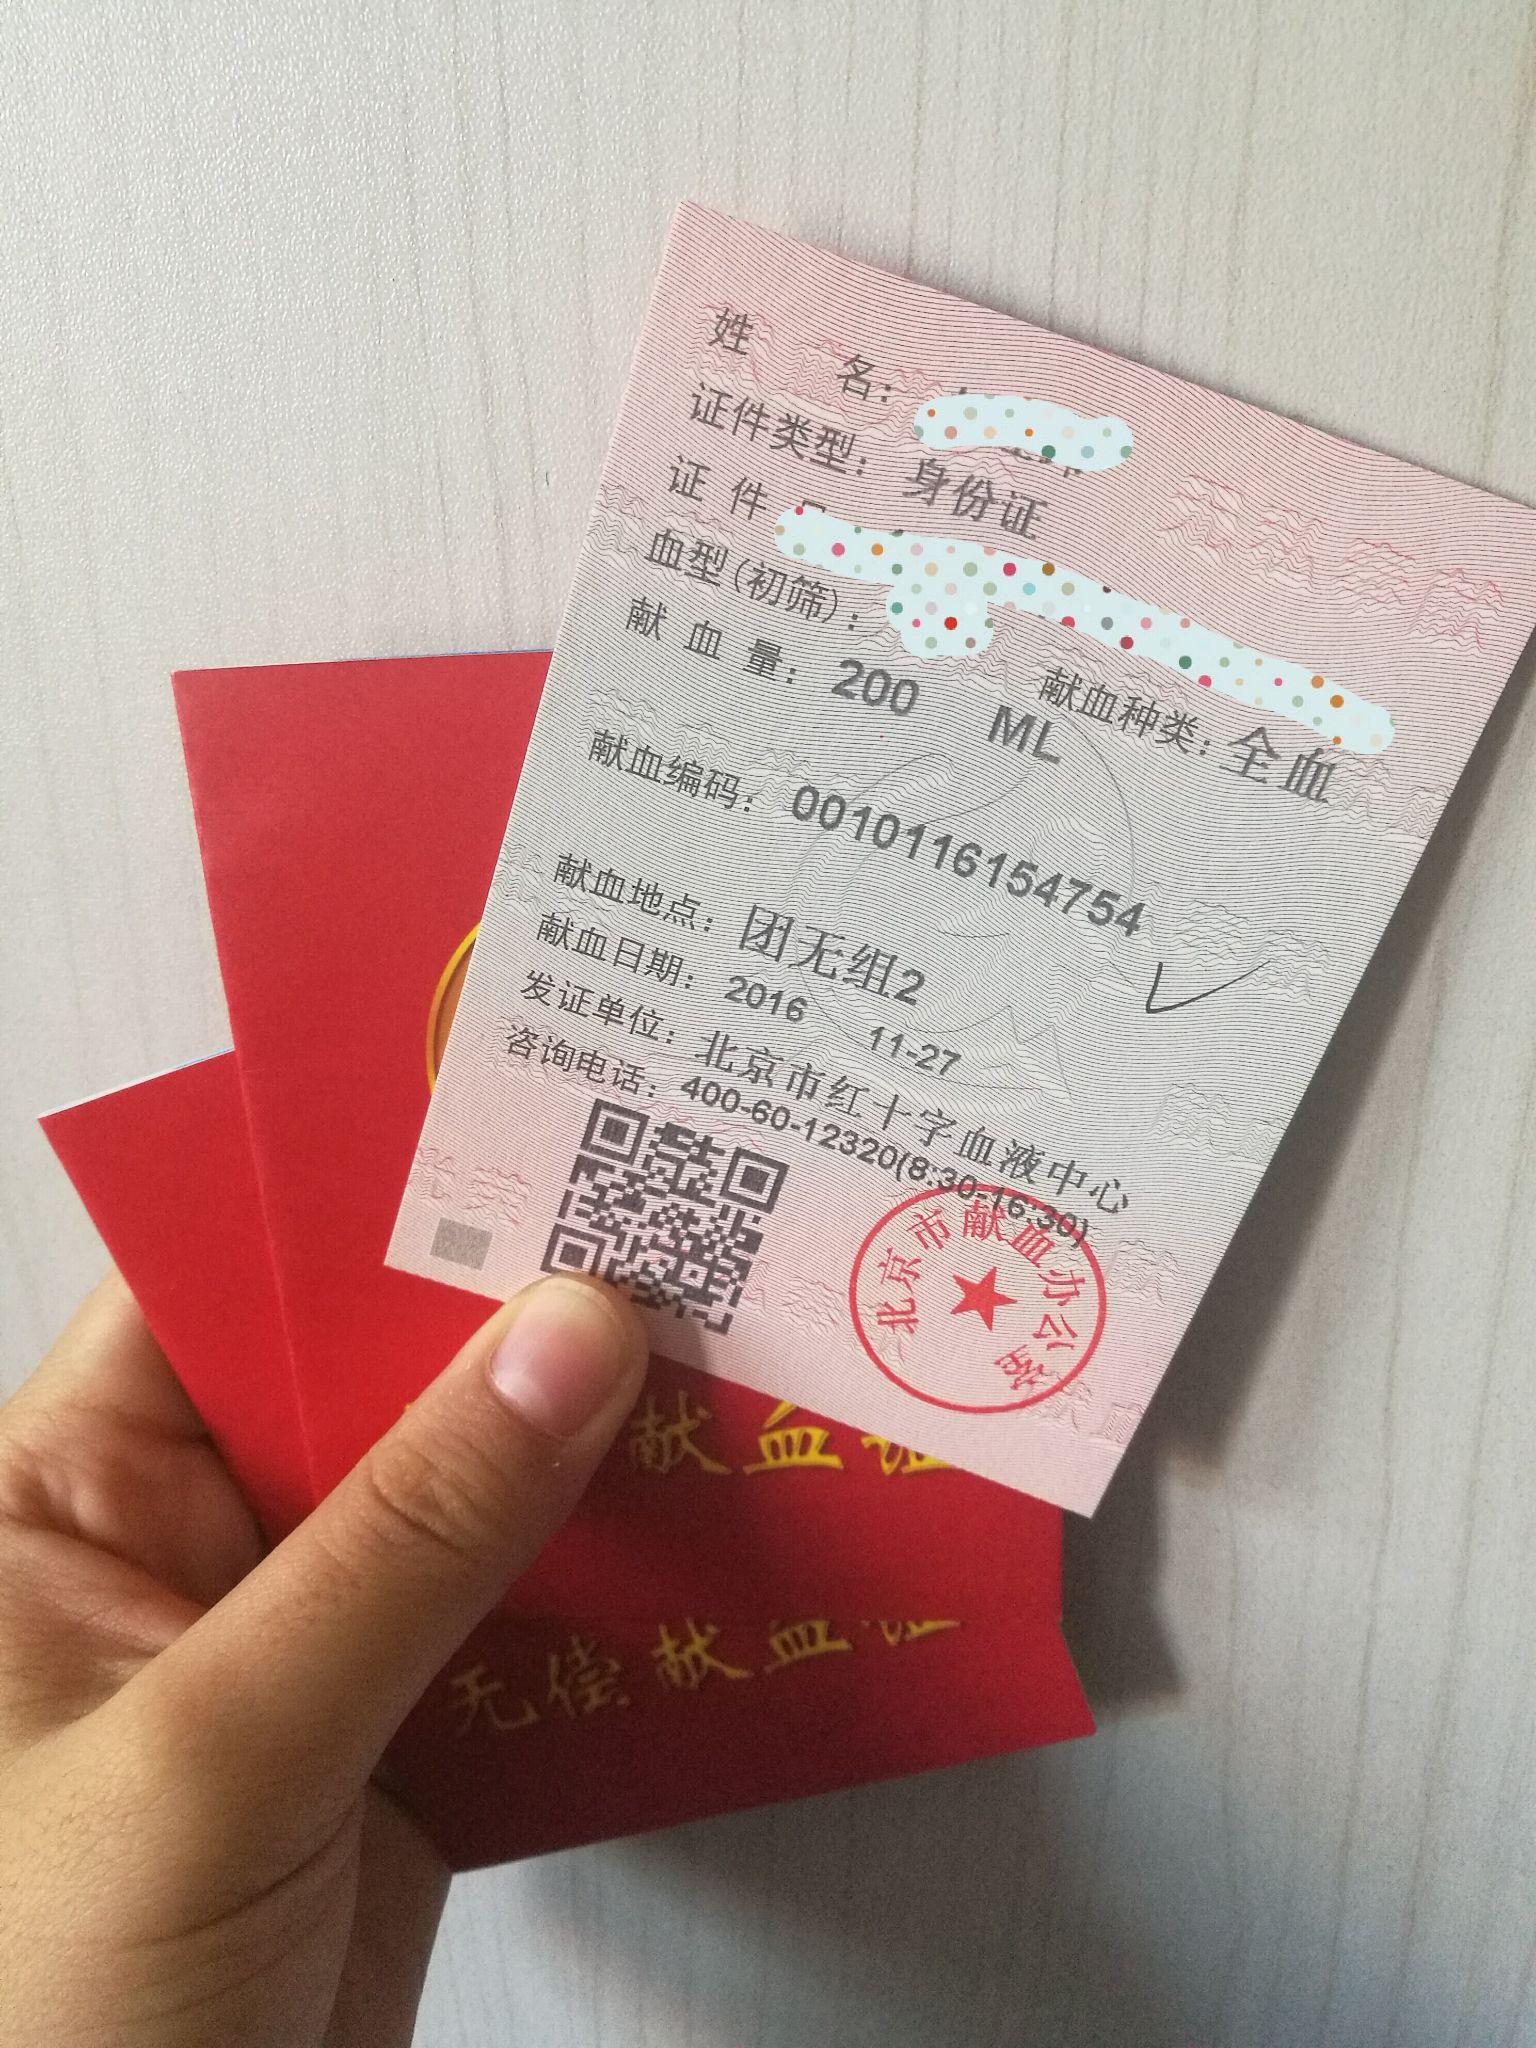 姓 名：
证件类型：身份证
证 件
血型(初筛)：
献 血 量：200 ML 献血种类：全血
献血编码：0010116154754
献血地点：团无组2
献血日期：2016 11-27
发证单位：北京市红十字血液中心
咨询电话：400-60-12320(8:30-16:30)
北京市献血办公室
献血证
无偿献血证